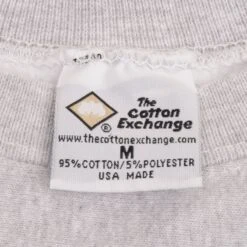 The
Cotton
Exchange
®
www.thecottonexchange.com
M
95% COTTON/5% POLYESTER
USA MADE